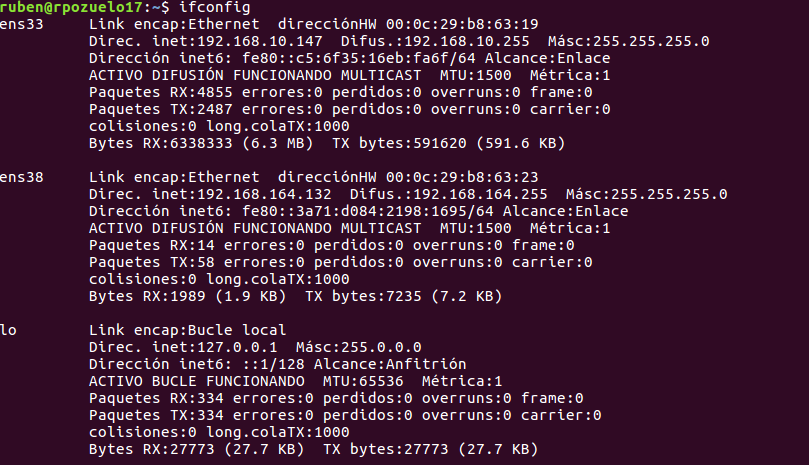 ruben@rpozuelo17:~$ ifconfig
ens33     Link encap:Ethernet  direcciónHW 00:0c:29:b8:63:19
          Direc. inet:192.168.10.147  Difus.:192.168.10.255  Másc:255.255.255.0
          Dirección inet6: fe80::c5:6f35:16eb:fa6f/64 Alcance:Enlace
          ACTIVO DIFUSIÓN FUNCIONANDO MULTICAST  MTU:1500  Métrica:1
          Paquetes RX:4855 errores:0 perdidos:0 overruns:0 frame:0
          Paquetes TX:2487 errores:0 perdidos:0 overruns:0 carrier:0
          colisiones:0 long.colaTX:1000
          Bytes RX:6338333 (6.3 MB)  TX bytes:591620 (591.6 KB)
ens38     Link encap:Ethernet  direcciónHW 00:0c:29:b8:63:23
          Direc. inet:192.168.164.132  Difus.:192.168.164.255  Másc:255.255.255.0
          Dirección inet6: fe80::3a71:d084:2198:1695/64 Alcance:Enlace
          ACTIVO DIFUSIÓN FUNCIONANDO MULTICAST  MTU:1500  Métrica:1
          Paquetes RX:14 errores:0 perdidos:0 overruns:0 frame:0
          Paquetes TX:58 errores:0 perdidos:0 overruns:0 carrier:0
          colisiones:0 long.colaTX:1000
          Bytes RX:1989 (1.9 KB)  TX bytes:7235 (7.2 KB)
lo        Link encap:Bucle local
          Direc. inet:127.0.0.1  Másc:255.0.0.0
          Dirección inet6: ::1/128 Alcance:Anfitrión
          ACTIVO BUCLE FUNCIONANDO  MTU:65536  Métrica:1
          Paquetes RX:334 errores:0 perdidos:0 overruns:0 frame:0
          Paquetes TX:334 errores:0 perdidos:0 overruns:0 carrier:0
          colisiones:0 long.colaTX:1000
          Bytes RX:27773 (27.7 KB)  TX bytes:27773 (27.7 KB)